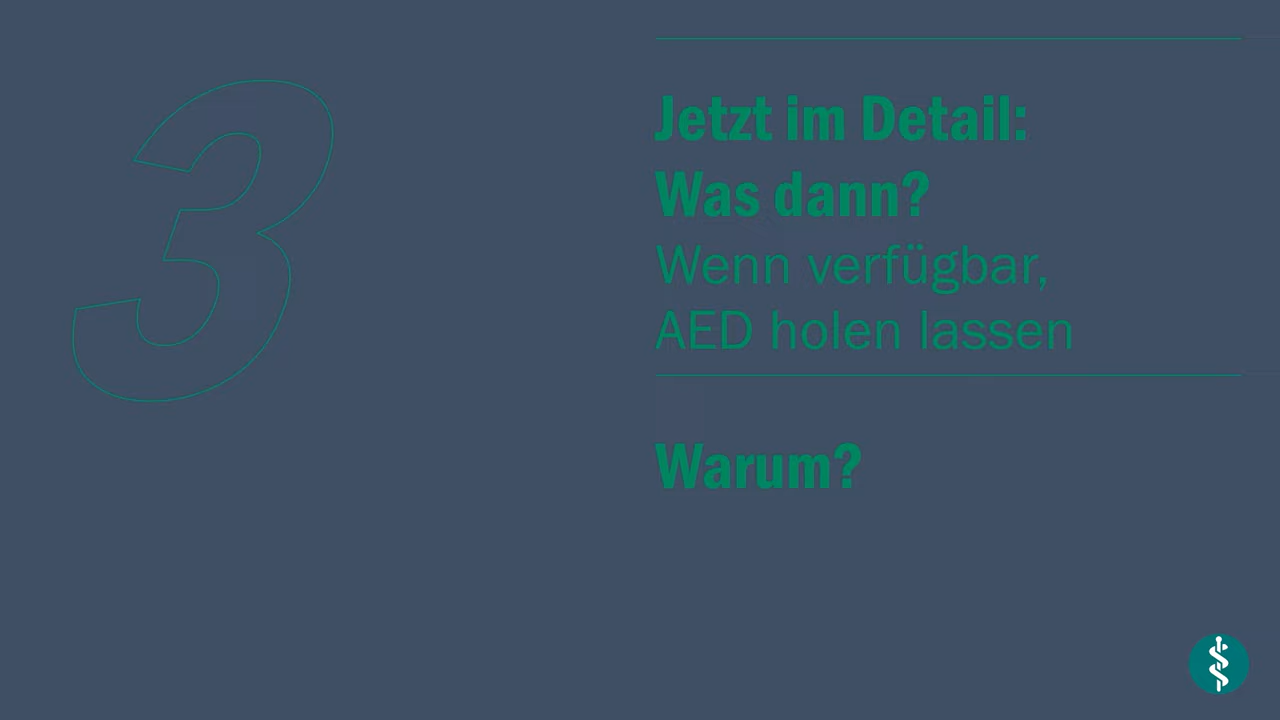 3
Jetzt im Detail:
Was dann?
Wenn verfügbar,
AED holen lassen
Warum?